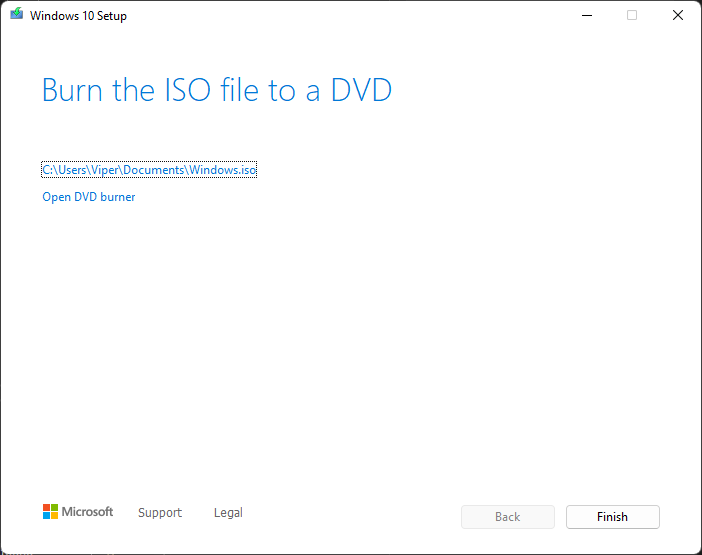 Windows 10 Setup
Burn the ISO file to a DVD
C:\Users\Viper\Documents\Windows.iso
Open DVD burner
Microsoft Support Legal Back Finish